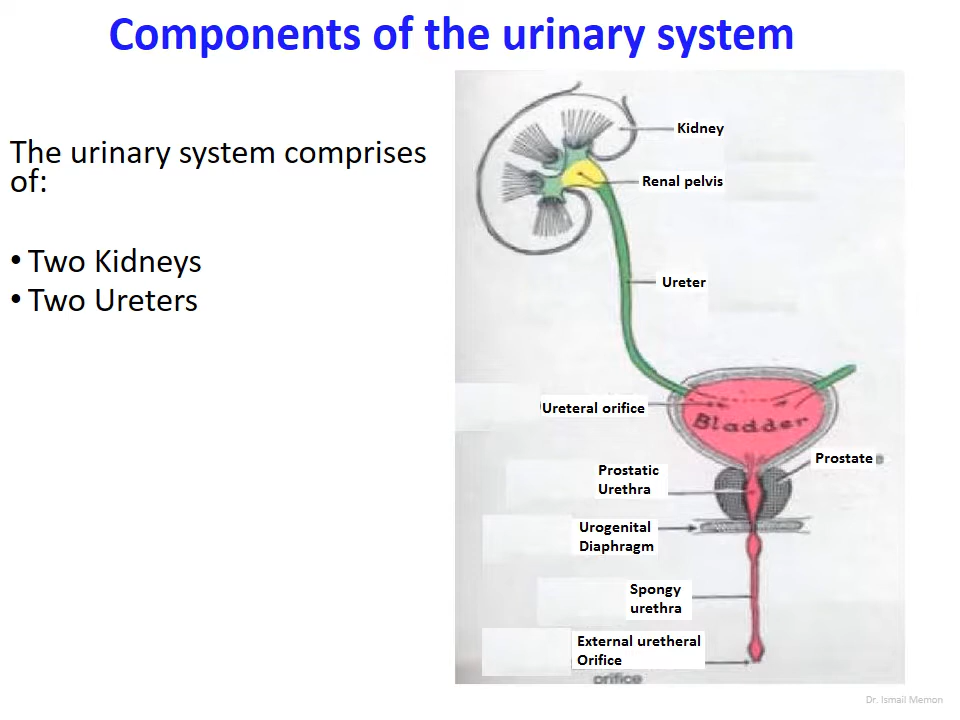 Components of the urinary system
The urinary system comprises
of:
• Two Kidneys
• Two Ureters
Kidney
Renal pelvis
Ureter
Ureteral orifice
Bladder
Prostate
Prostatic
Urethra
Urogenital
Diaphragm
Spongy
urethra
External uretheral
Orifice
orifice
Dr. Ismail Memon